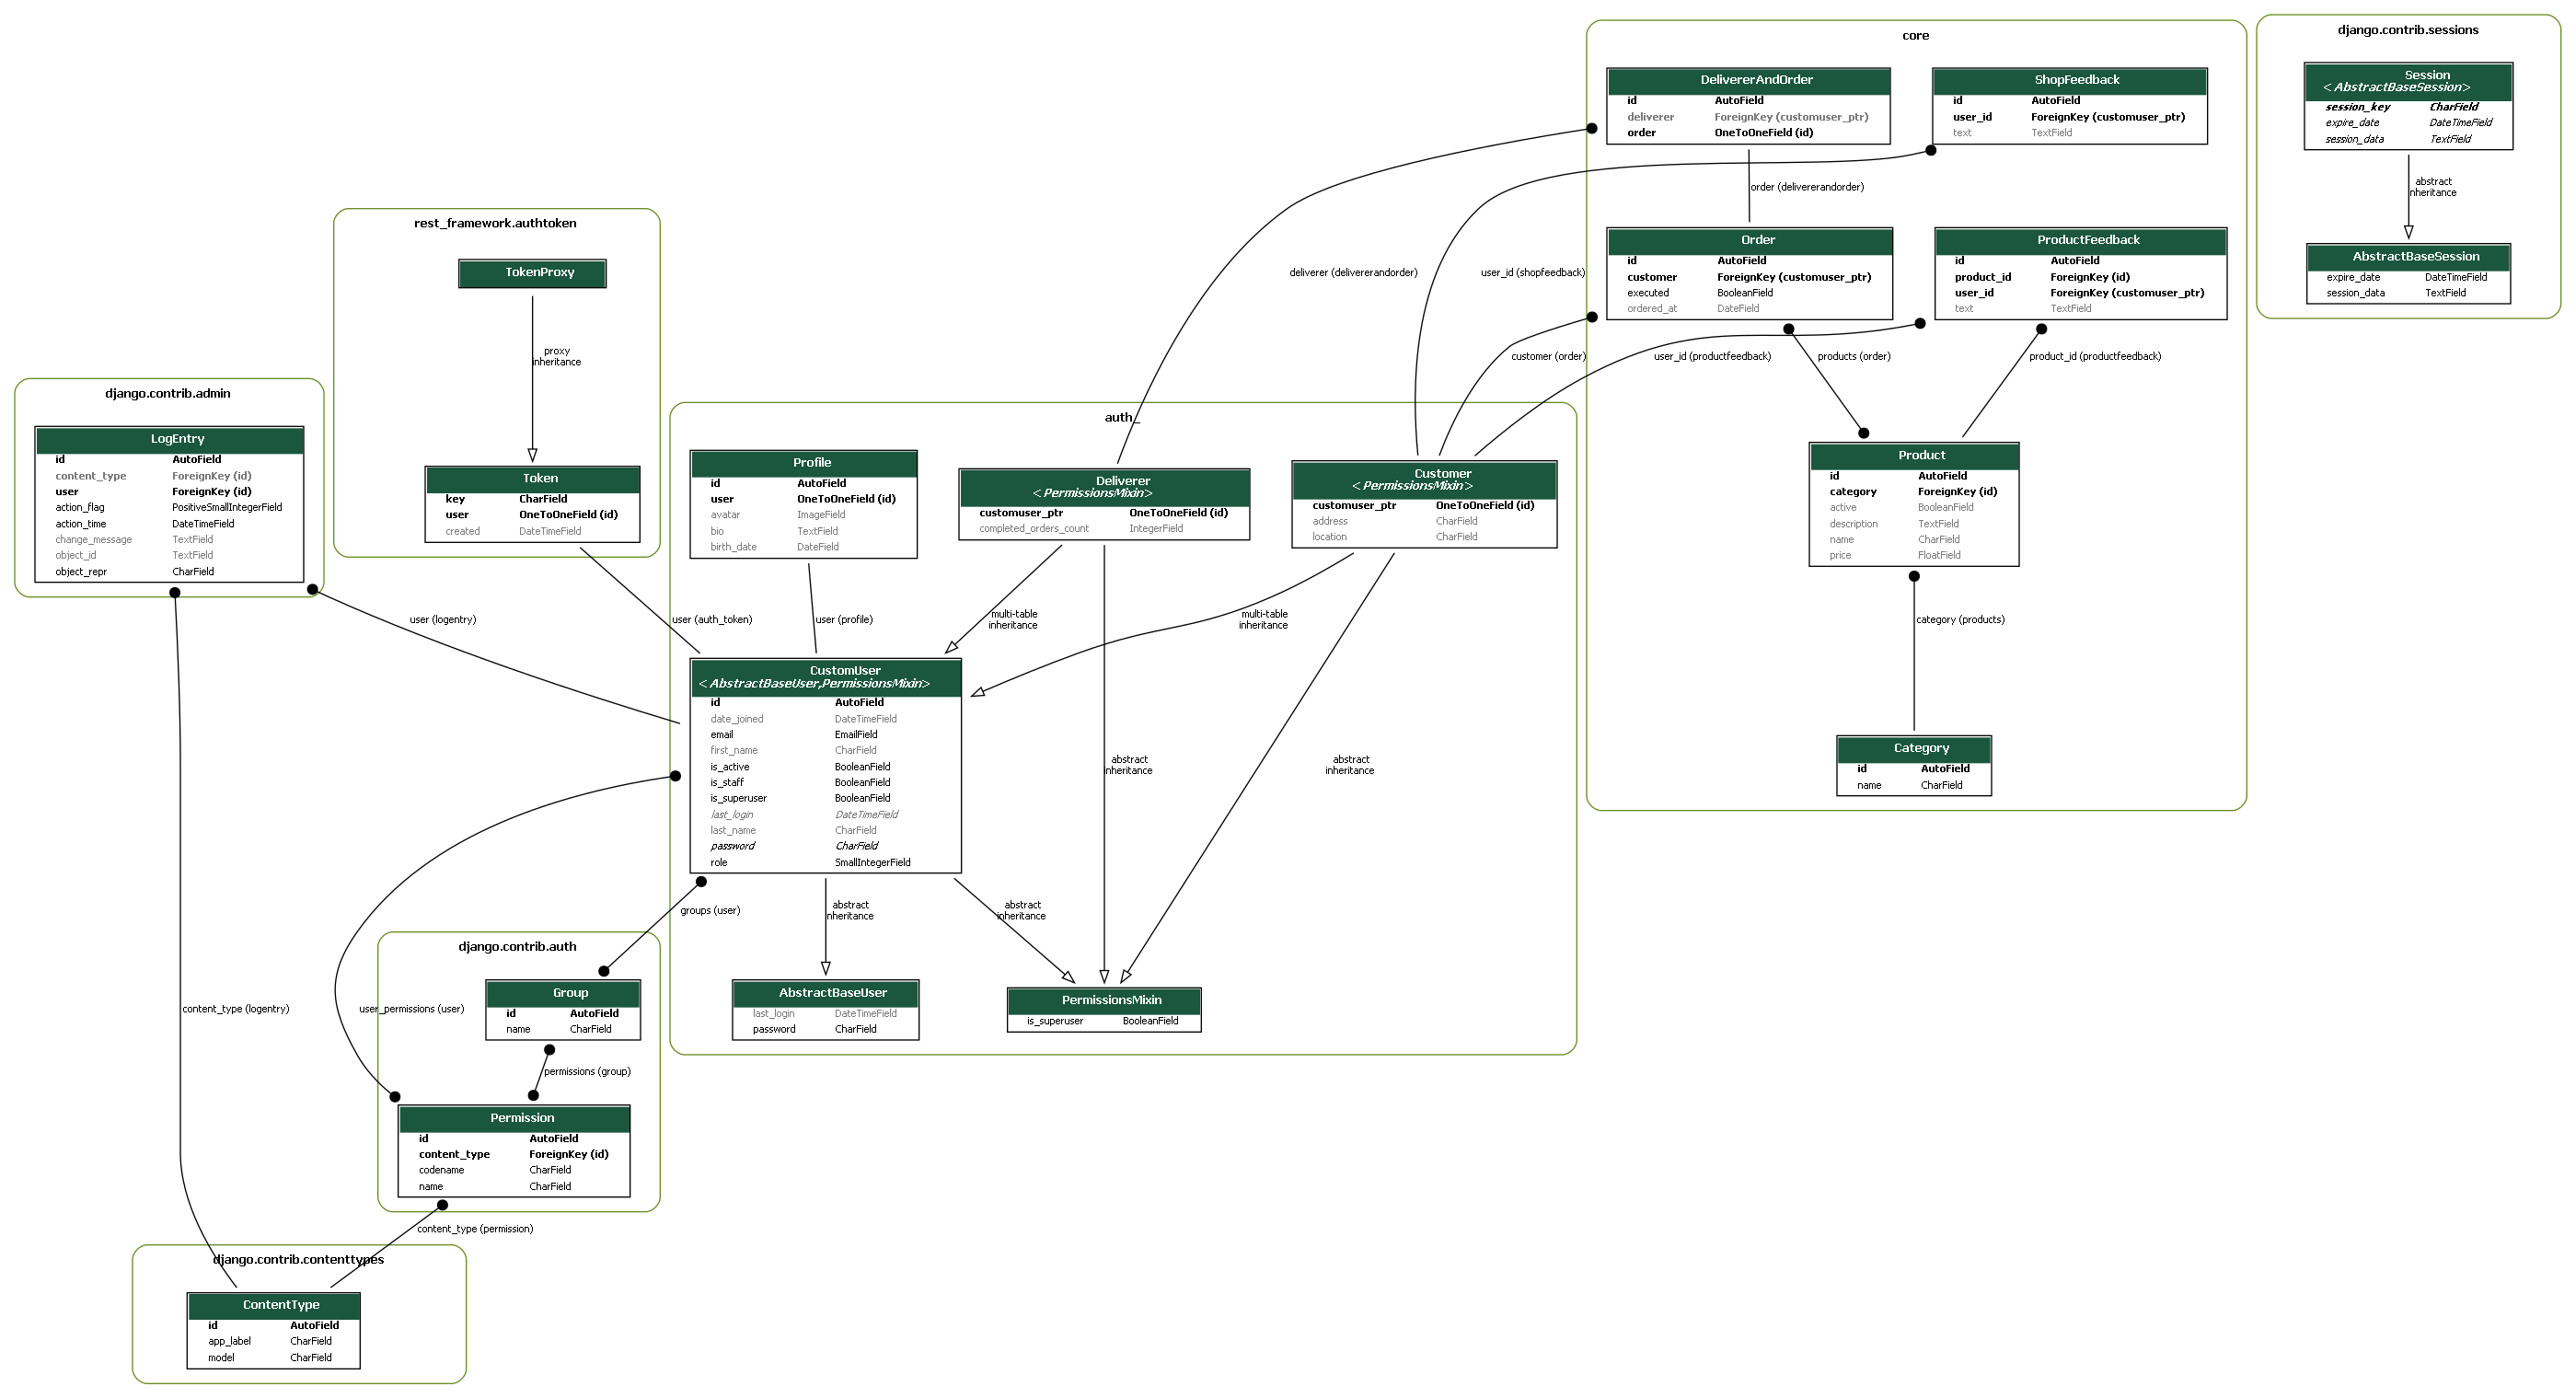 core
DelivererAndOrder
id AutoField
deliverer ForeignKey (customuser_ptr)
order OneToOneField (id)
ShopFeedback
id AutoField
user_id ForeignKey (customuser_ptr)
text TextField
order (delivererandorder)
Order
id AutoField
customer ForeignKey (customuser_ptr)
executed BooleanField
ordered_at DateField
ProductFeedback
id AutoField
product_id ForeignKey (id)
user_id ForeignKey (customuser_ptr)
text TextField
deliverer (delivererandorder)
user_id (shopfeedback)
customer (order)
user_id (productfeedback)
products (order)
product_id (productfeedback)
Product
id AutoField
category ForeignKey (id)
active BooleanField
description TextField
name CharField
price FloatField
category (products)
Category
id AutoField
name CharField
django.contrib.sessions
Session
<AbstractBaseSession>
session_key CharField
expire_date DateTimeField
session_data TextField
abstract
inheritance
AbstractBaseSession
expire_date DateTimeField
session_data TextField
rest_framework.authtoken
TokenProxy
proxy
inheritance
Token
key CharField
user OneToOneField (id)
created DateTimeField
django.contrib.admin
LogEntry
id AutoField
content_type ForeignKey (id)
user ForeignKey (id)
action_flag PositiveSmallIntegerField
action_time DateTimeField
change_message TextField
object_id TextField
object_repr CharField
auth_
Profile
id AutoField
user OneToOneField (id)
avatar ImageField
bio TextField
birth_date DateField
Deliverer
<PermissionsMixin>
customuser_ptr OneToOneField (id)
completed_orders_count IntegerField
Customer
<PermissionsMixin>
customuser_ptr OneToOneField (id)
address CharField
location CharField
user (logentry)
user (auth_token)
user (profile)
multi-table
inheritance
multi-table
inheritance
CustomUser
<AbstractBaseUser,PermissionsMixin>
id AutoField
date_joined DateTimeField
email EmailField
first_name CharField
is_active BooleanField
is_staff BooleanField
is_superuser BooleanField
last_login DateTimeField
last_name CharField
password CharField
role SmallIntegerField
abstract
inheritance
abstract
inheritance
groups (user)
abstract
inheritance
abstract
inheritance
AbstractBaseUser
last_login DateTimeField
password CharField
PermissionsMixin
is_superuser BooleanField
django.contrib.auth
Group
id AutoField
name CharField
content_type (logentry)
user_permissions (user)
permissions (group)
Permission
id AutoField
content_type ForeignKey (id)
codename CharField
name CharField
content_type (permission)
django.contrib.contenttypes
ContentType
id AutoField
app_label CharField
model CharField